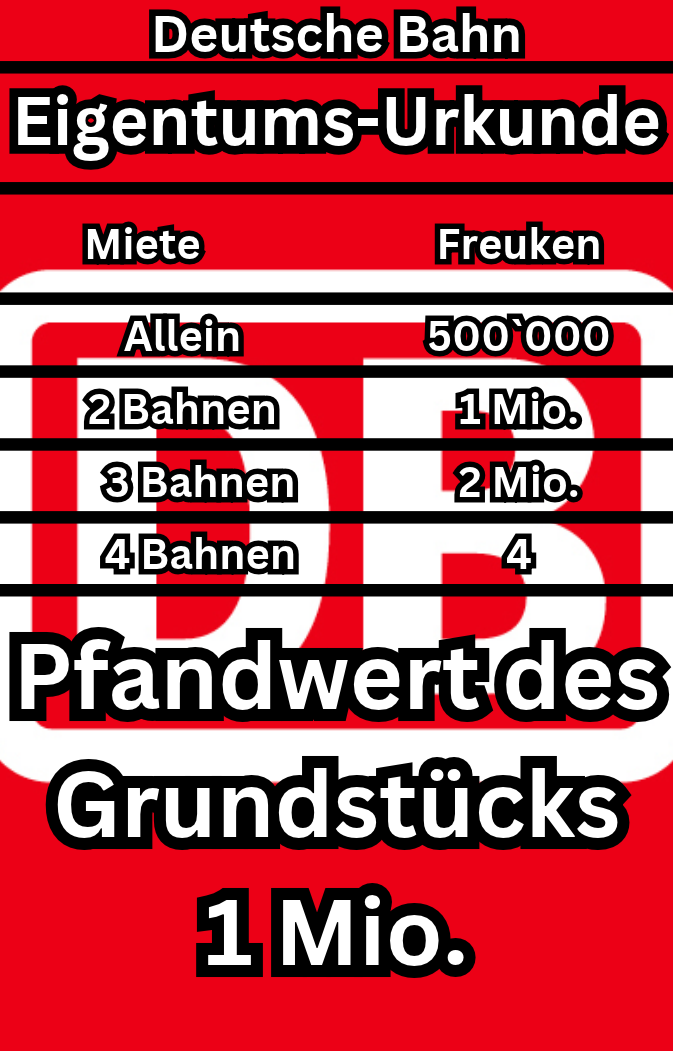 Deutsche Bahn
Eigentums-Urkunde
Miete Freuken
Allein 500`000
2 Bahnen 1 Mio.
3 Bahnen 2 Mio.
4 Bahnen 4
DB
Pfandwert des
Grundstücks
1 Mio.